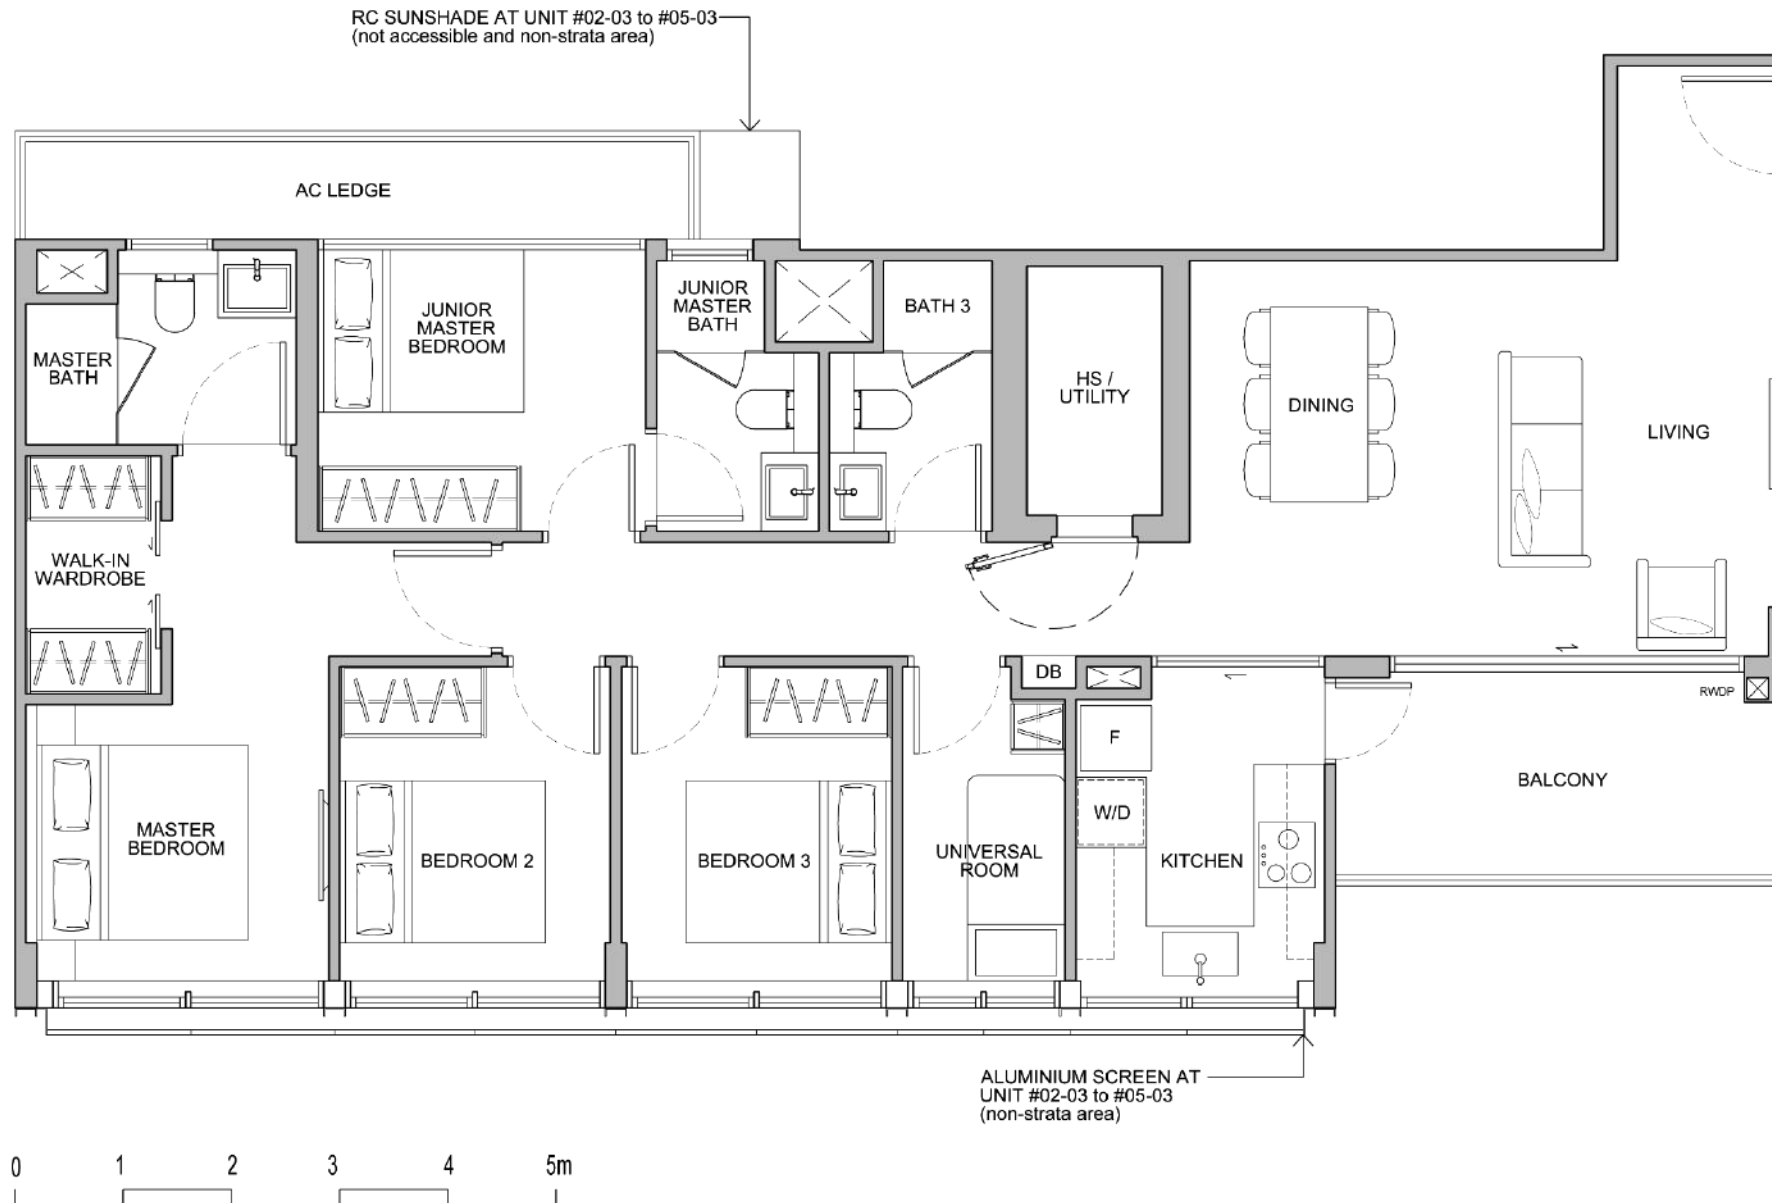 RC SUNSHADE AT UNIT #02-03 to #05-03
(not accessible and non-strata area)
AC LEDGE
JUNIOR
MASTER
BEDROOM
JUNIOR
MASTER
BATH
BATH 3
MASTER
BATH
HS /
UTILITY
DINING
LIVING
WALK-IN
WARDROBE
DB
RWDP
F
W/D
BALCONY
MASTER
BEDROOM
BEDROOM 2
BEDROOM 3
UNIVERSAL
ROOM
KITCHEN
ALUMINIUM SCREEN AT
UNIT #02-03 to #05-03
(non-strata area)
0 1 2 3 4 5m